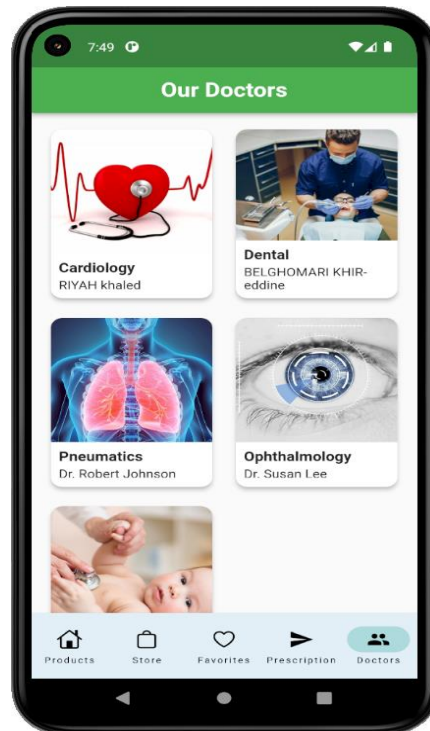 7:49
Our Doctors
Cardiology
RIYAH khaled
Dental
BELGHOMARI KHIR-
eddine
Pneumatics
Dr. Robert Johnson
Ophthalmology
Dr. Susan Lee
Products
Store
Favorites
Prescription
Doctors